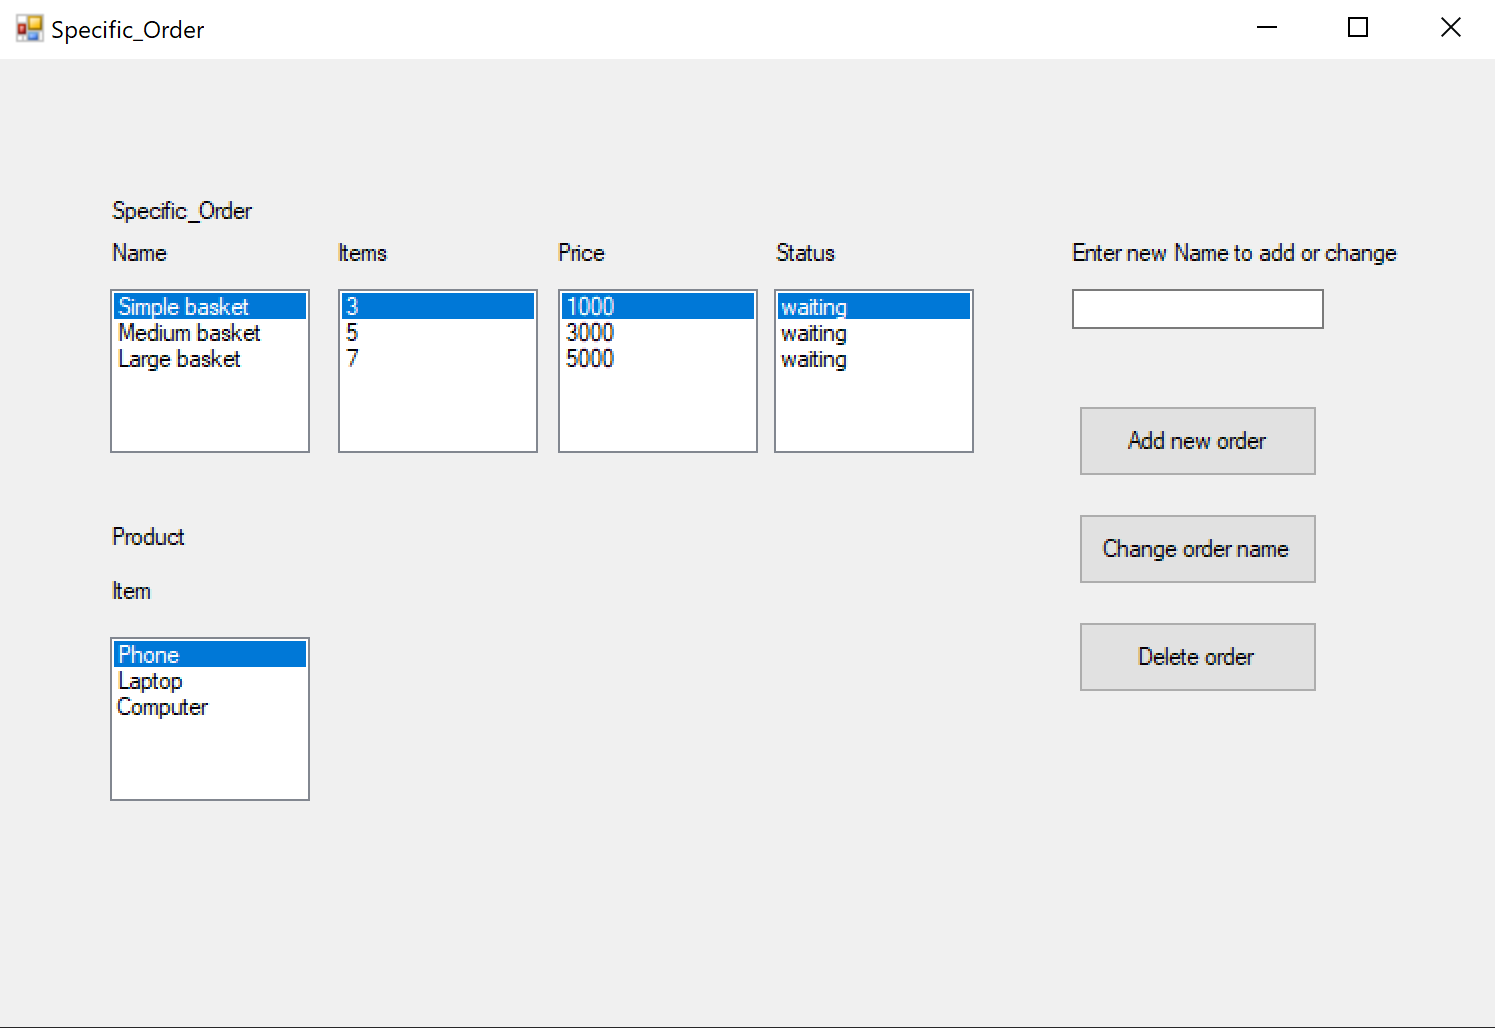 Specific_Order
Specific_Order
Name Items Price Status Enter new Name to add or change
Simple basket 3 1000 waiting
Medium basket 5 3000 waiting
Large basket 7 5000 waiting
Add new order
Product
Change order name
Item
Phone
Delete order
Laptop
Computer